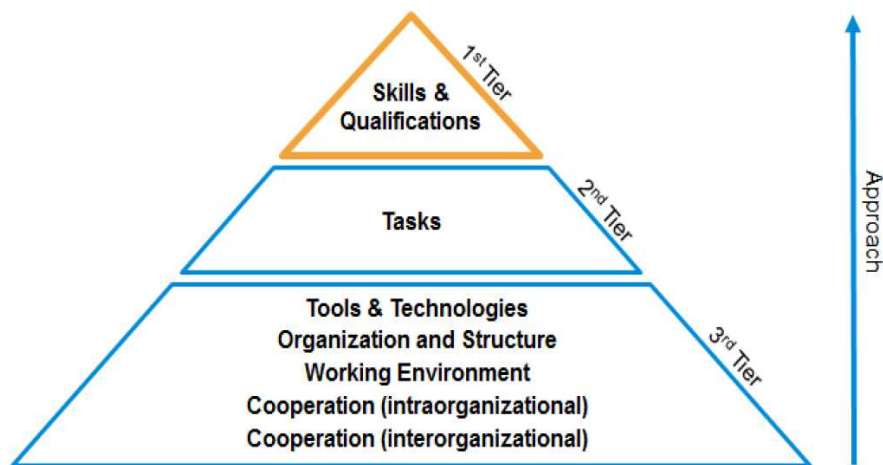 1st Tier
Skills &
Qualifications
2nd Tier
Tasks
3rd Tier
Tools & Technologies
Organization and Structure
Working Environment
Cooperation (intraorganizational)
Cooperation (interorganizational)
Approach